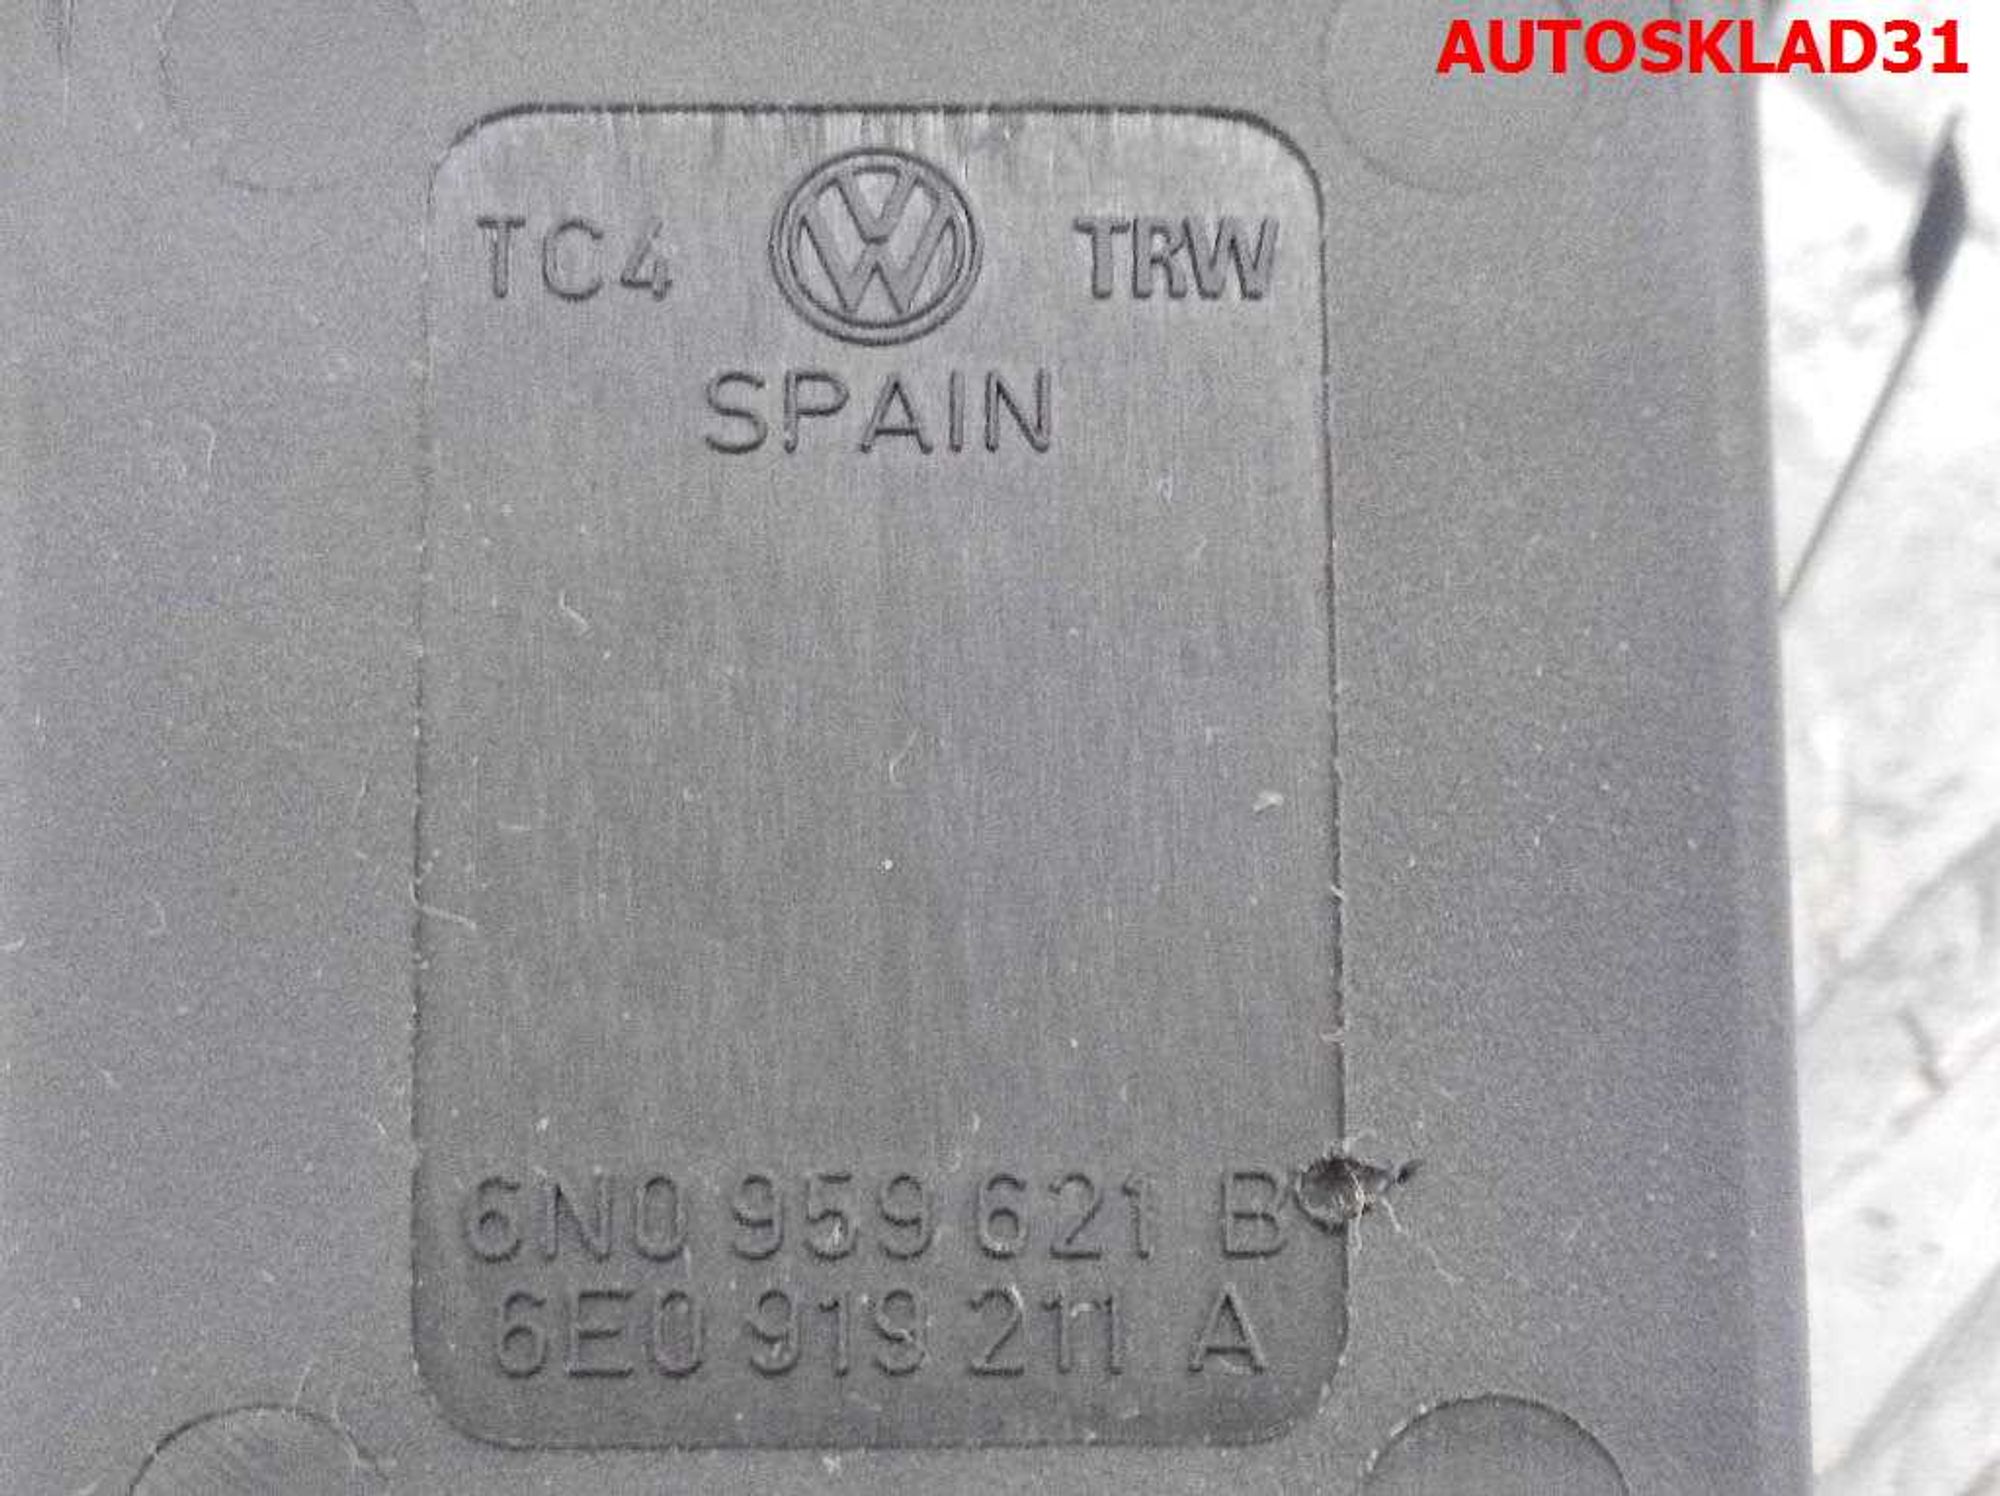 AUTOSKLAD31
TC4 TRW
SPAIN
6N0 959 621 B
6E0 919 211 A